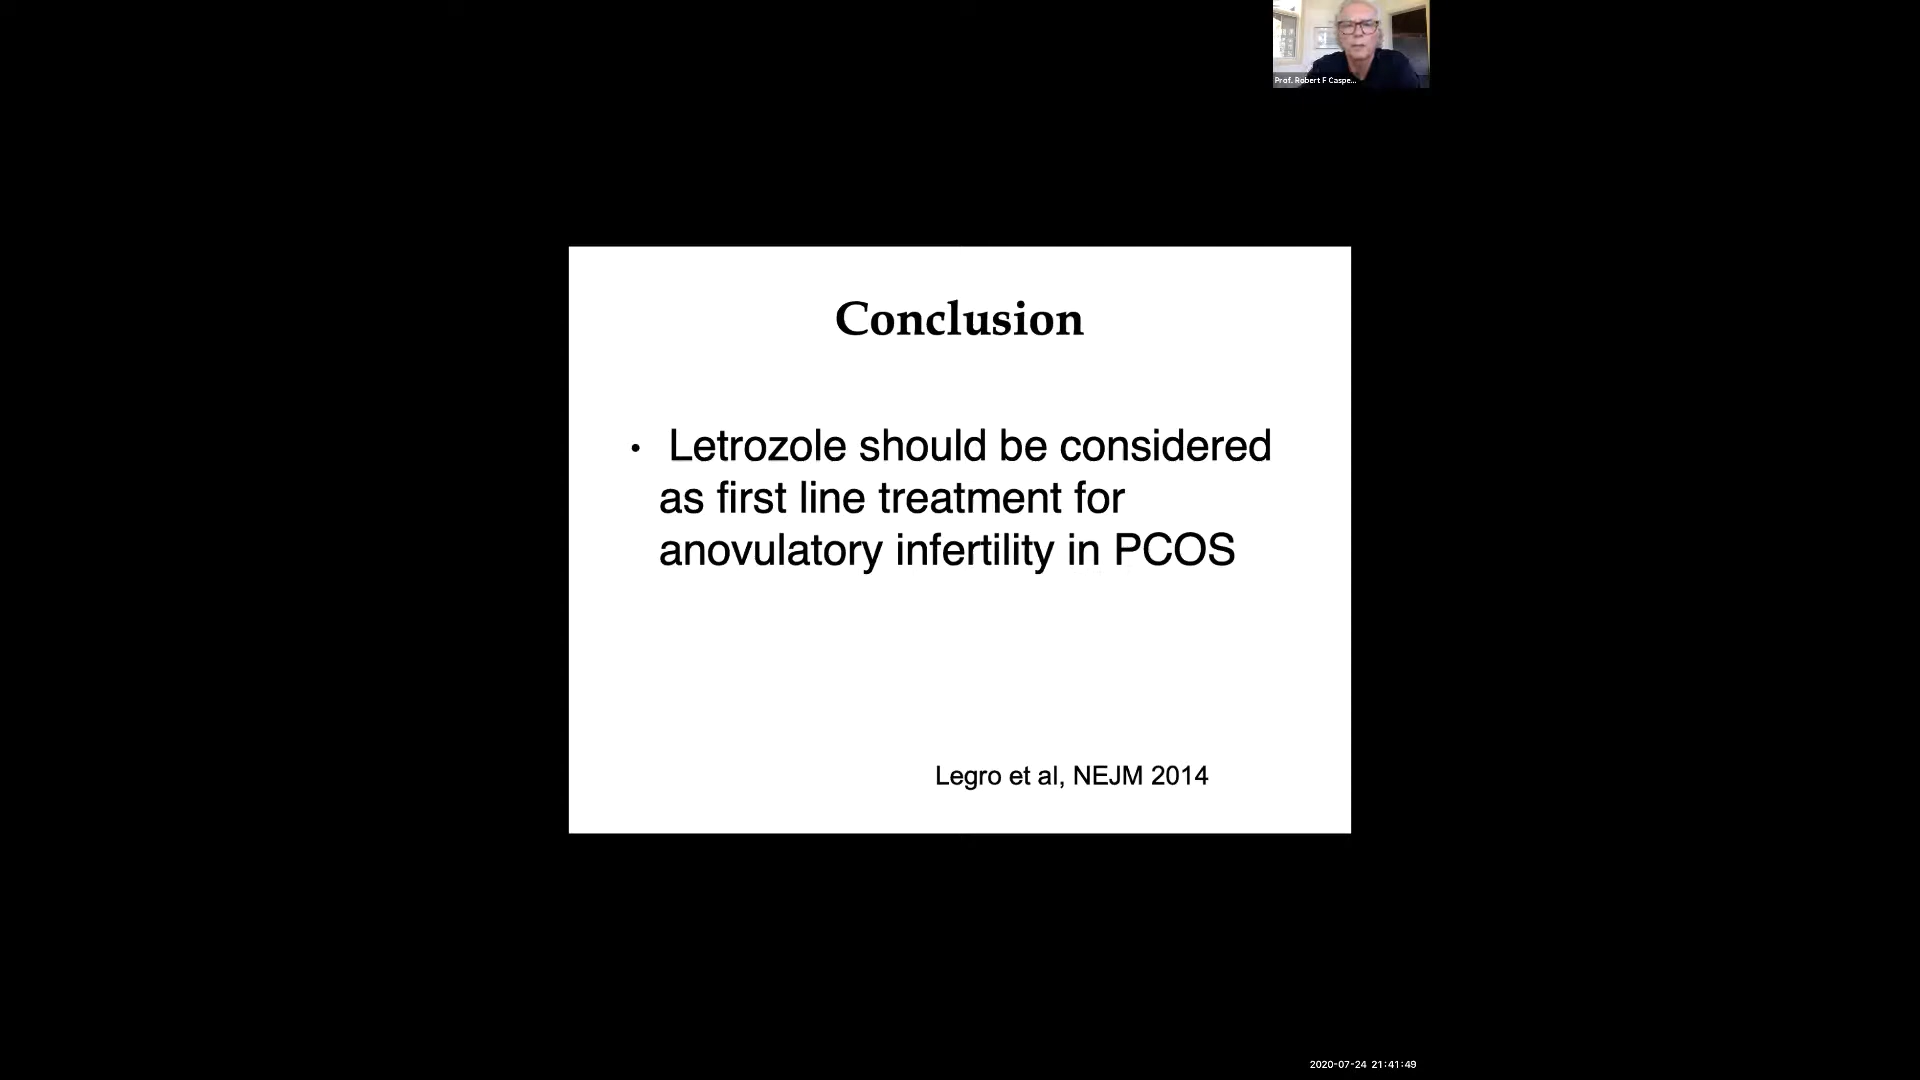 Prof. Robert F Caspe...
Conclusion
• Letrozole should be considered
as first line treatment for
anovulatory infertility in PCOS
Legro et al, NEJM 2014
2020-07-24 21:41:49